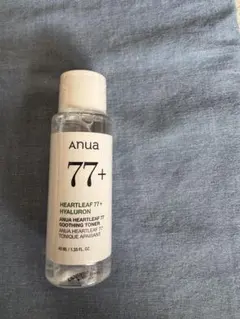 Anua
77+
HEARTLEAF 77+
HYALURON
ANUA HEARTLEAF 77
SOOTHING TONER
ANUA HEARTLEAF 77
TONIQUE APAISANT
40 ML / 1.35 FL. OZ.